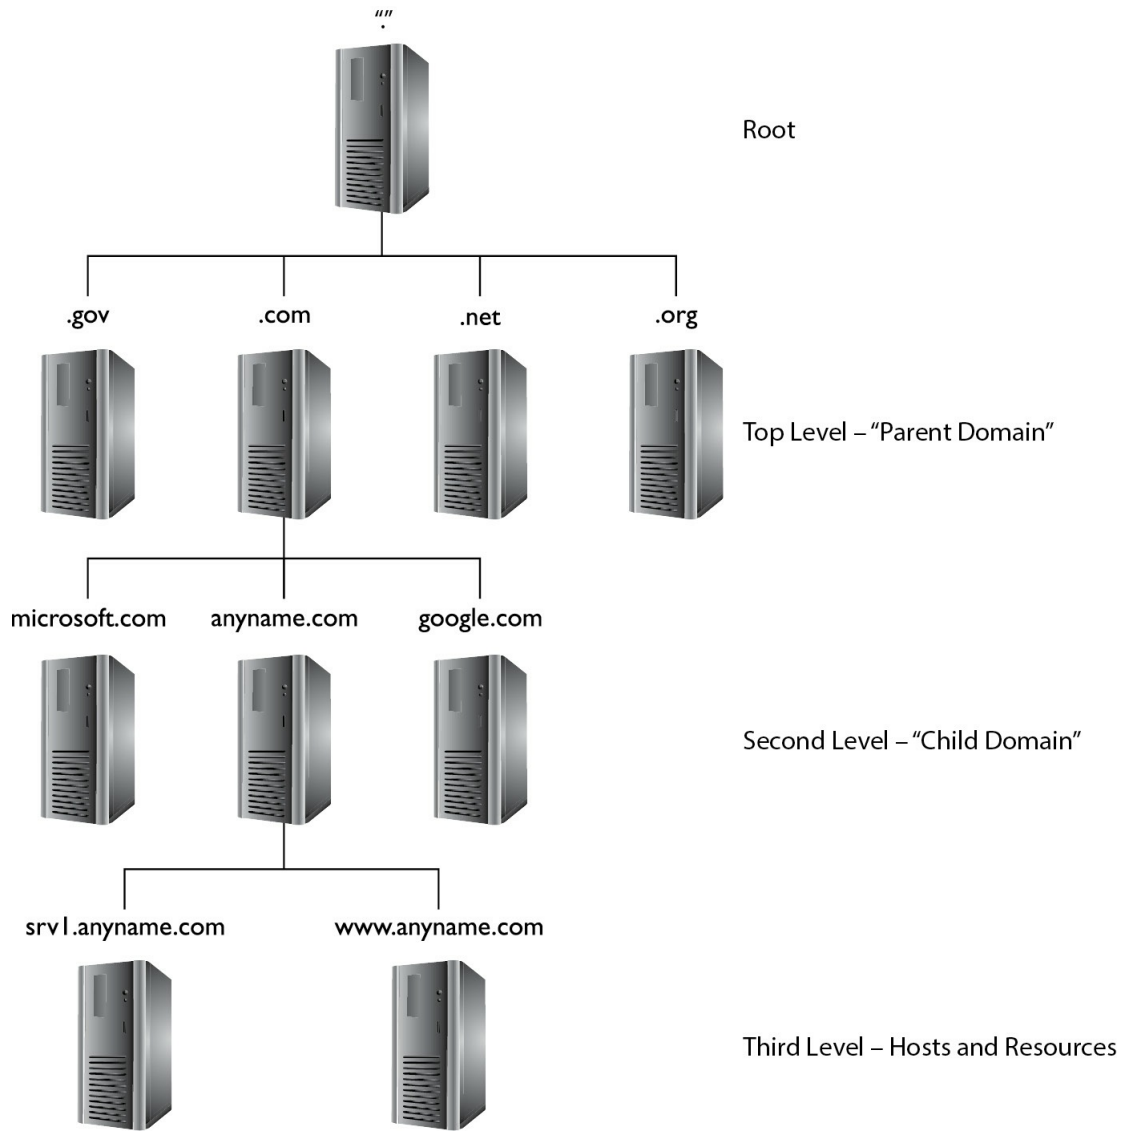 “.”
Root
.gov
.com
.net
.org
Top Level – “Parent Domain”
microsoft.com
anyname.com
google.com
Second Level – “Child Domain”
srv1.anyname.com
www.anyname.com
Third Level – Hosts and Resources